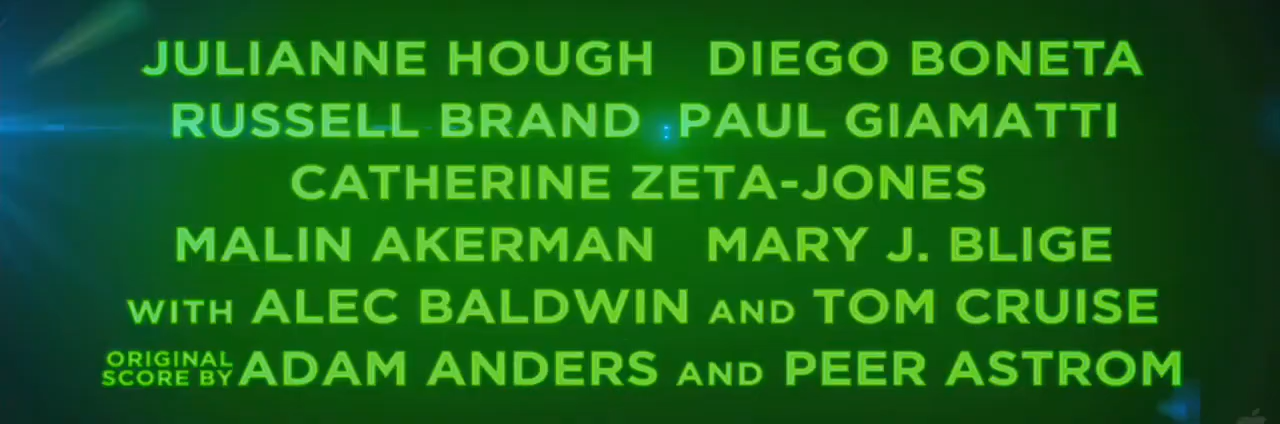 JULIANNE HOUGH DIEGO BONETA
RUSSELL BRAND PAUL GIAMATTI
CATHERINE ZETA-JONES
MALIN AKERMAN MARY J. BLIGE
WITH ALEC BALDWIN AND TOM CRUISE
ORIGINAL SCORE BY ADAM ANDERS AND PEER ASTROM